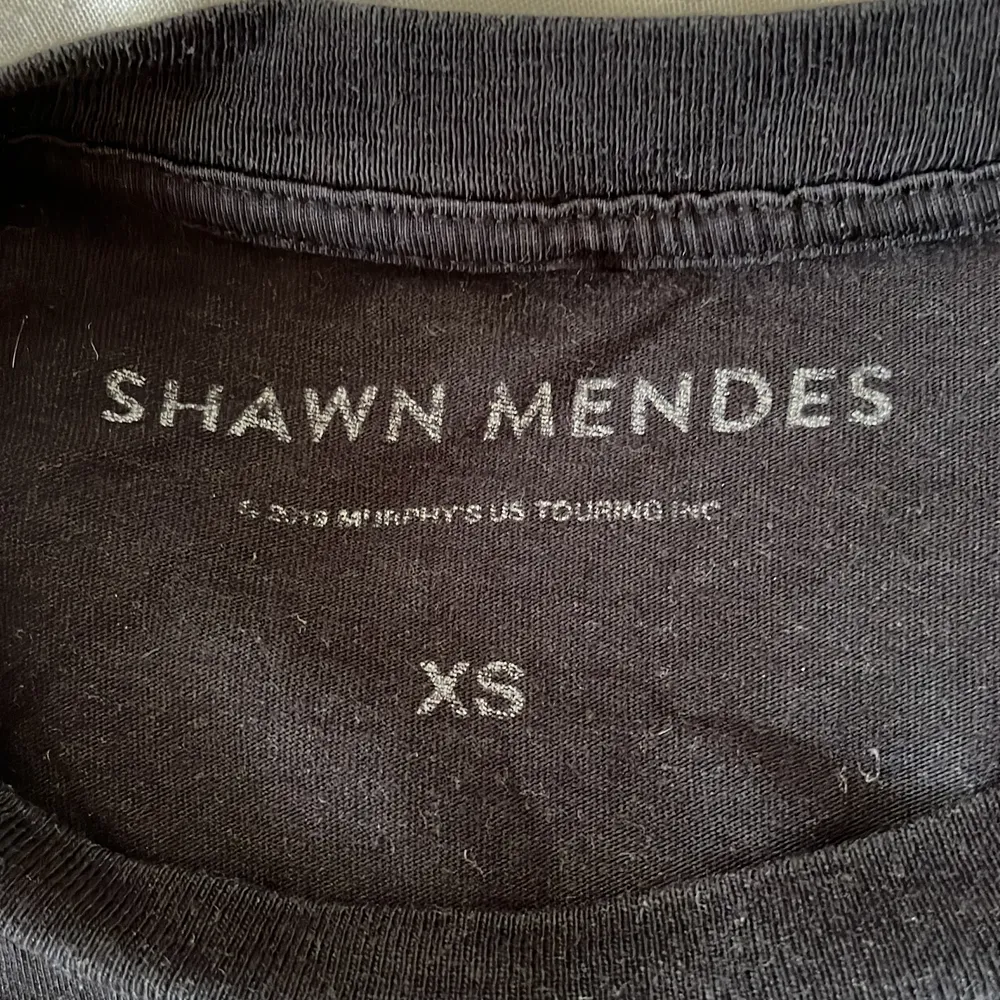 SHAWN MENDES
© 2019 MURPHY'S US TOURING INC
XS